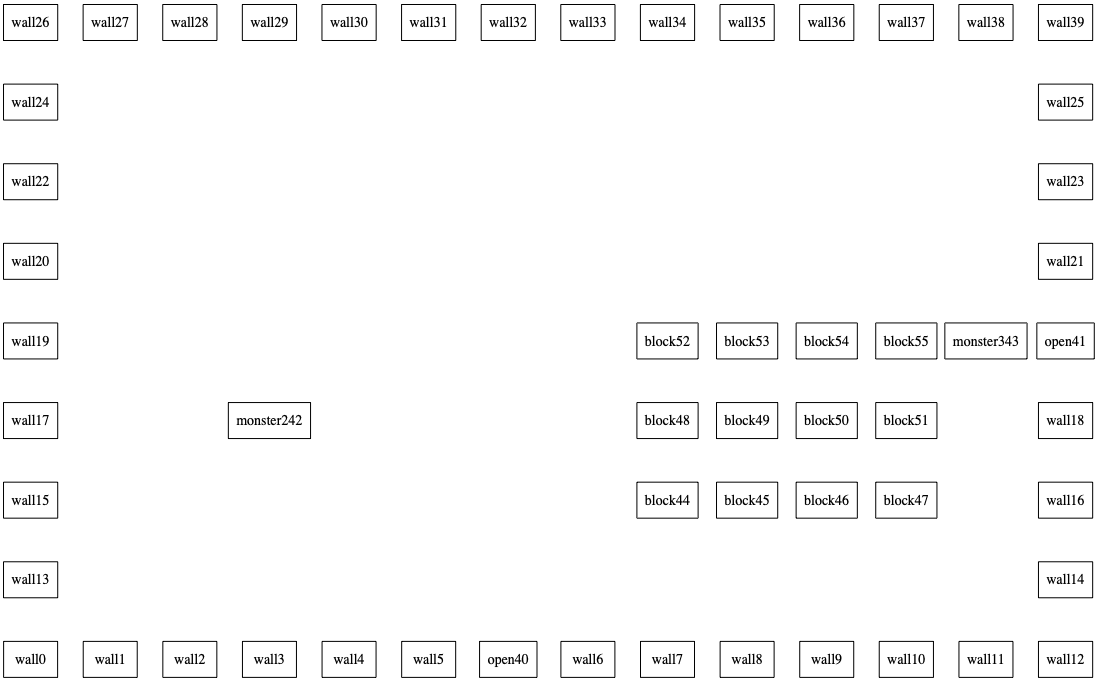 wall26 wall27 wall28 wall29 wall30 wall31 wall32 wall33 wall34 wall35 wall36 wall37 wall38 wall39
wall24 wall25
wall22 wall23
wall20 wall21
wall19 block52 block53 block54 block55 monster343 open41
wall17 monster242 block48 block49 block50 block51 wall18
wall15 block44 block45 block46 block47 wall16
wall13 wall14
wall0 wall1 wall2 wall3 wall4 wall5 open40 wall6 wall7 wall8 wall9 wall10 wall11 wall12